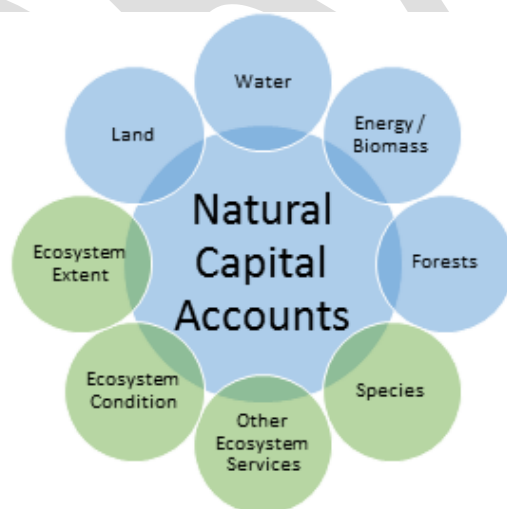 Water
Energy /
Biomass
Land
Natural
Capital
Accounts
Ecosystem
Extent
Forests
Ecosystem
Condition
Species
Other
Ecosystem
Services